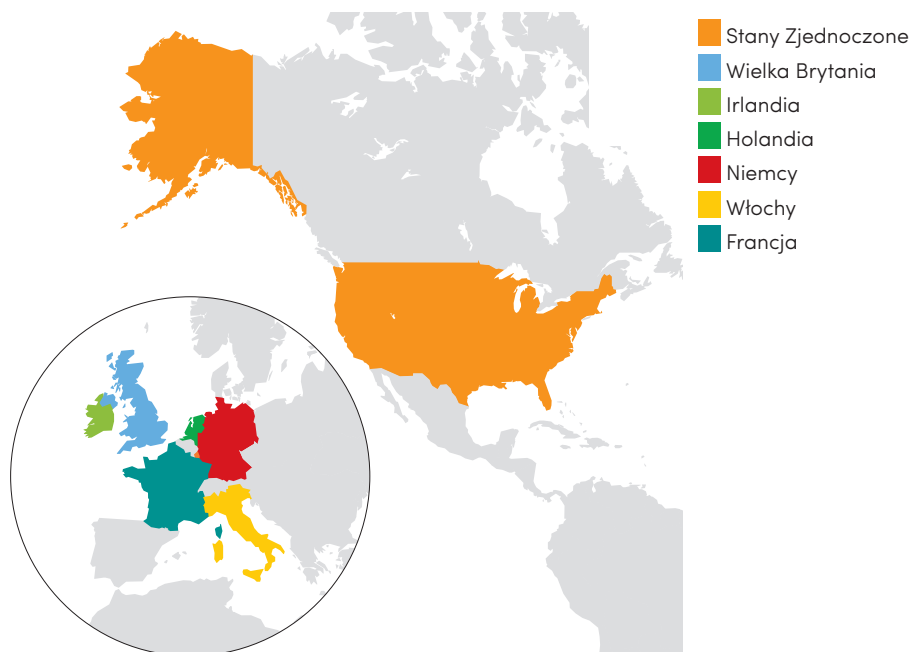 Stany Zjednoczone
Wielka Brytania
Irlandia
Holandia
Niemcy
Włochy
Francja